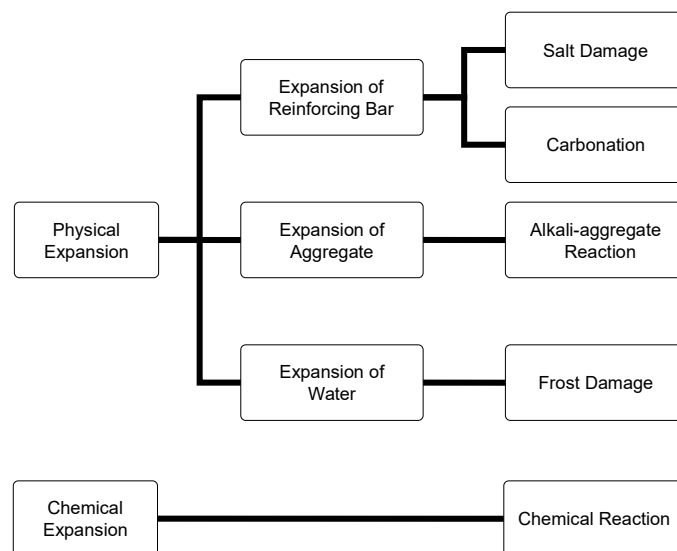 Salt Damage
Expansion of
Reinforcing Bar
Carbonation
Physical
Expansion
Expansion of
Aggregate
Alkali-aggregate
Reaction
Expansion of
Water
Frost Damage
Chemical
Expansion
Chemical Reaction